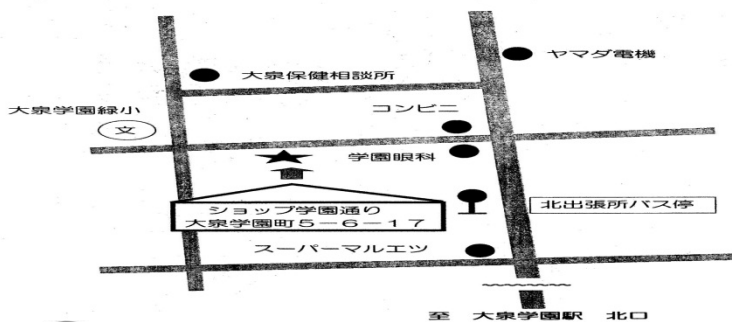 ヤマダ電機
大泉保健相談所
大泉学園緑小
文
コンビニ
学園眼科
ショップ学園通り
大泉学園町5-6-17
北出張所バス停
スーパーマルエツ
至 大泉学園駅 北口